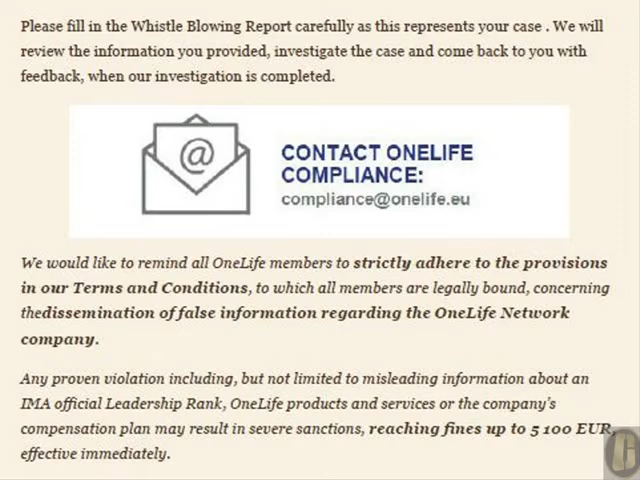 Please fill in the Whistle Blowing Report carefully as this represents your case . We will
review the information you provided, investigate the case and come back to you with
feedback, when our investigation is completed.
@
CONTACT ONELIFE
COMPLIANCE:
compliance@onelife.eu
We would like to remind all OneLife members to strictly adhere to the provisions
in our Terms and Conditions, to which all members are legally bound, concerning
thedissemination of false information regarding the OneLife Network
company.
Any proven violation including, but not limited to misleading information about an
IMA official Leadership Rank, OneLife products and services or the company's
compensation plan may result in severe sanctions, reaching fines up to 5 100 EUR,
effective immediately.